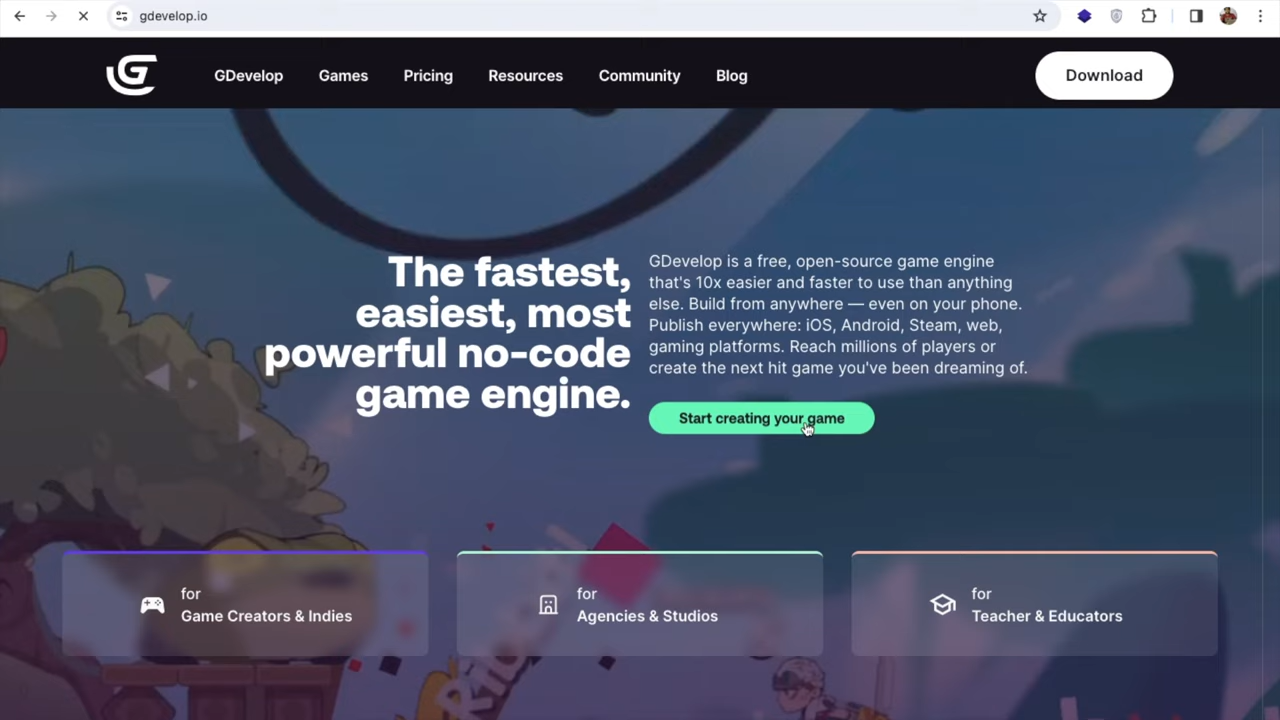 gdevelop.io
GDevelop Games Pricing Resources Community Blog Download
The fastest,
easiest, most
powerful no-code
game engine.
GDevelop is a free, open-source game engine
that's 10x easier and faster to use than anything
else. Build from anywhere — even on your phone.
Publish everywhere: iOS, Android, Steam, web,
gaming platforms. Reach millions of players or
create the next hit game you've been dreaming of.
Start creating your game
for
Game Creators & Indies
for
Agencies & Studios
for
Teacher & Educators